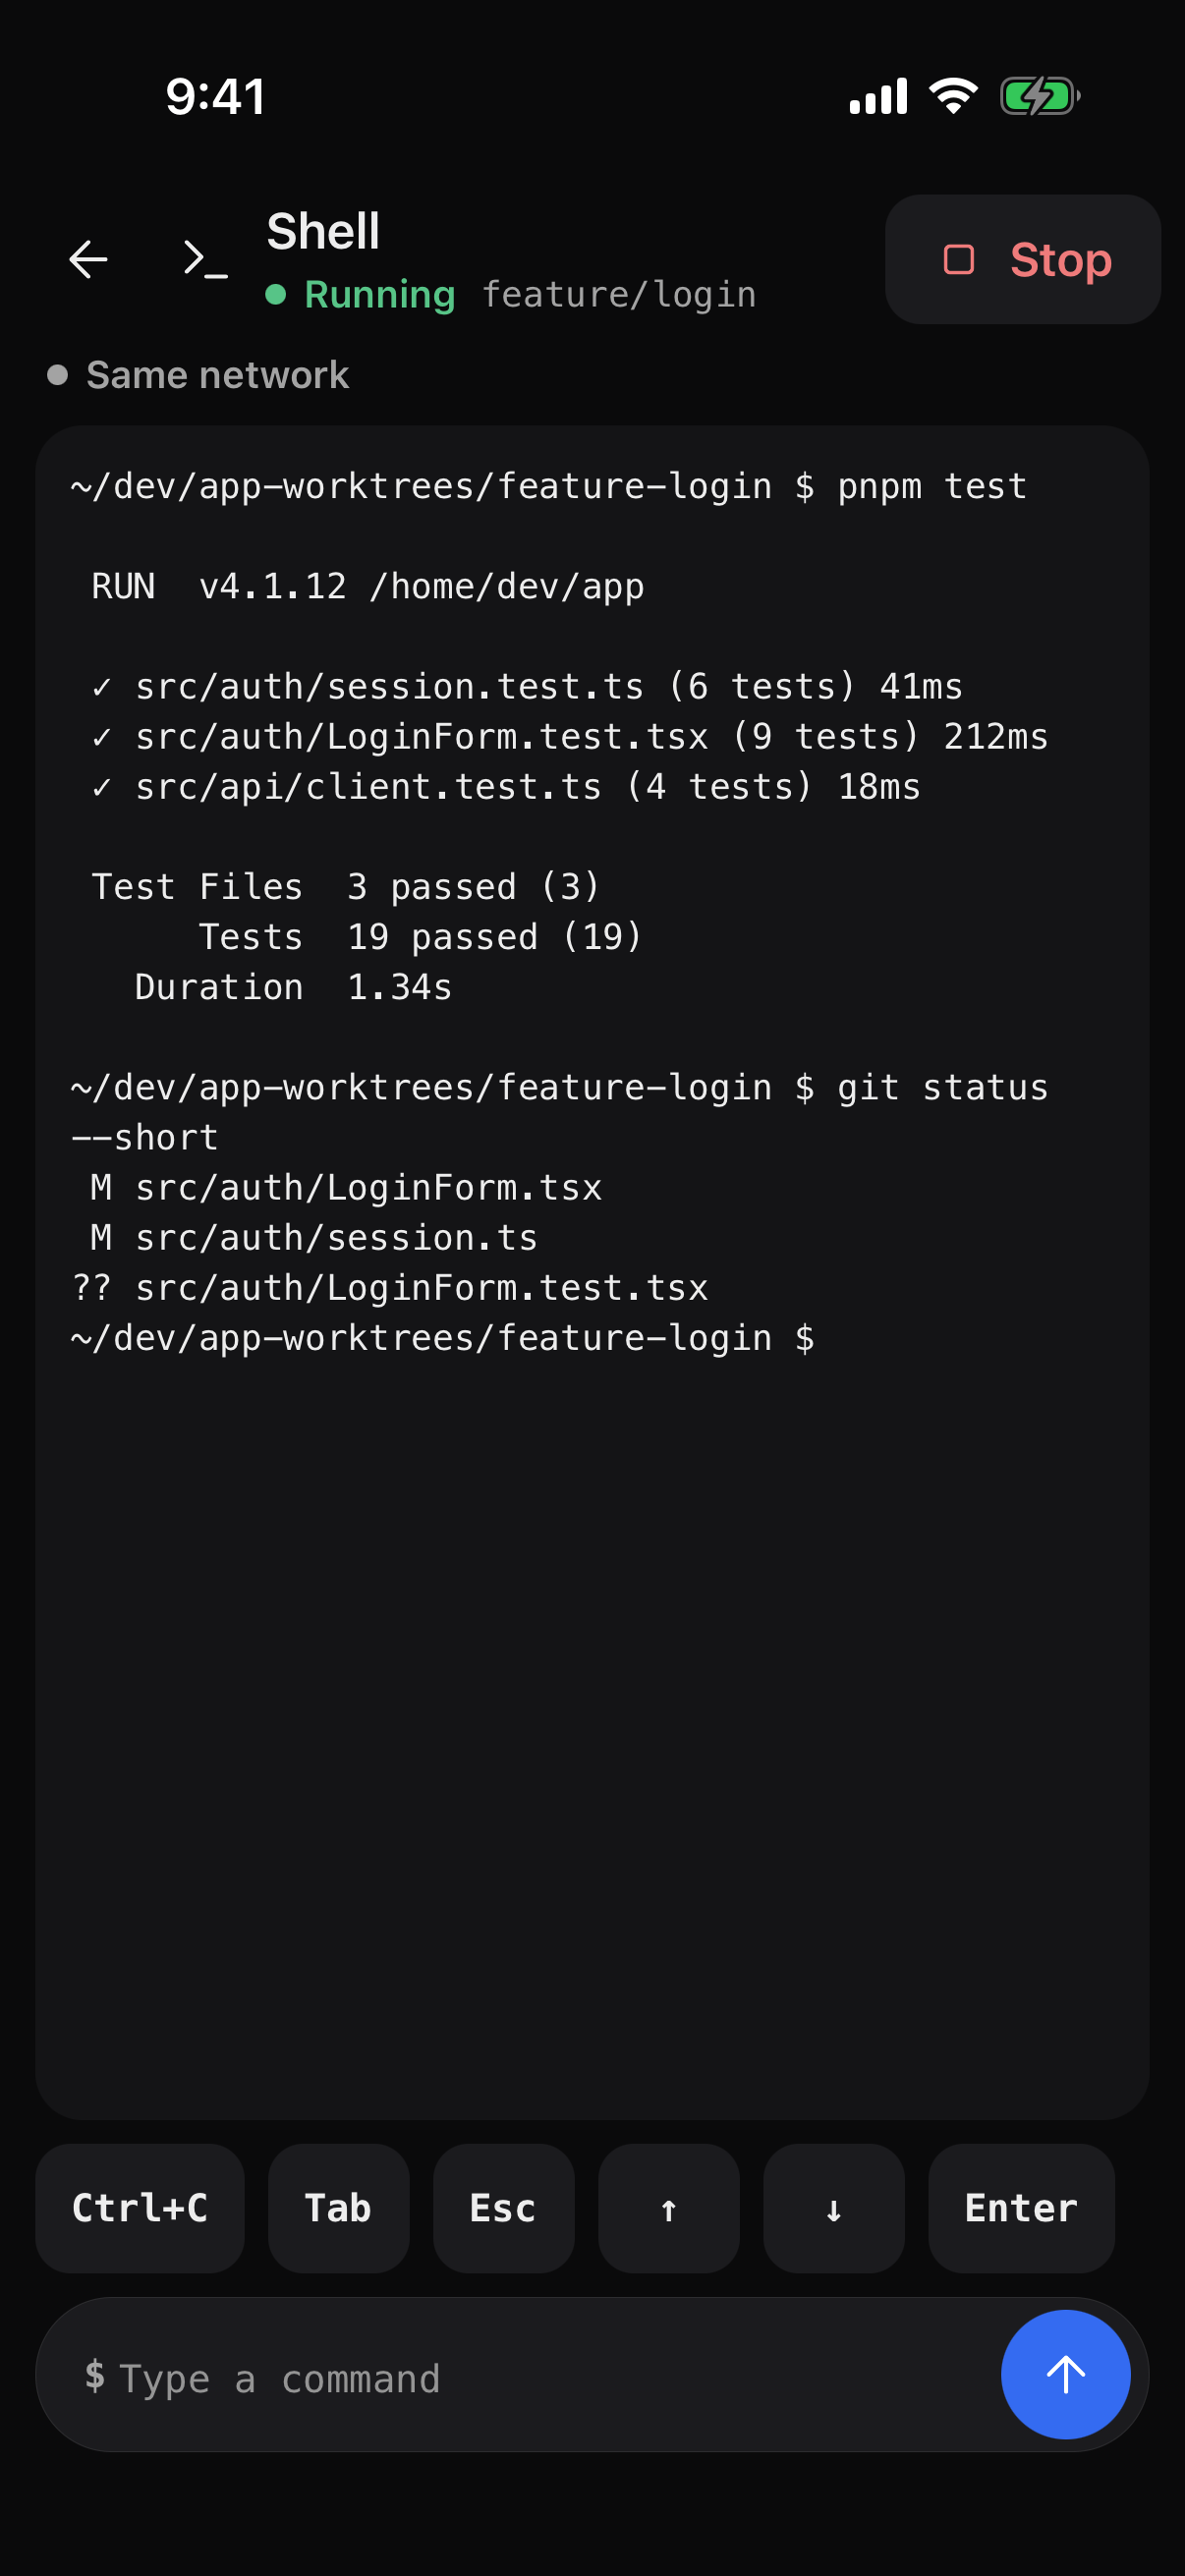 9:41
Shell
Stop
Running feature/login
Same network
~/dev/app-worktrees/feature-login $ pnpm test
RUN  v4.1.12 /home/dev/app
✓ src/auth/session.test.ts (6 tests) 41ms
✓ src/auth/LoginForm.test.tsx (9 tests) 212ms
✓ src/api/client.test.ts (4 tests) 18ms
Test Files  3 passed (3)
Tests  19 passed (19)
Duration  1.34s
~/dev/app-worktrees/feature-login $ git status
--short
M src/auth/LoginForm.tsx
M src/auth/session.ts
?? src/auth/LoginForm.test.tsx
~/dev/app-worktrees/feature-login $
Ctrl+C Tab Esc ↑ ↓ Enter
$ Type a command